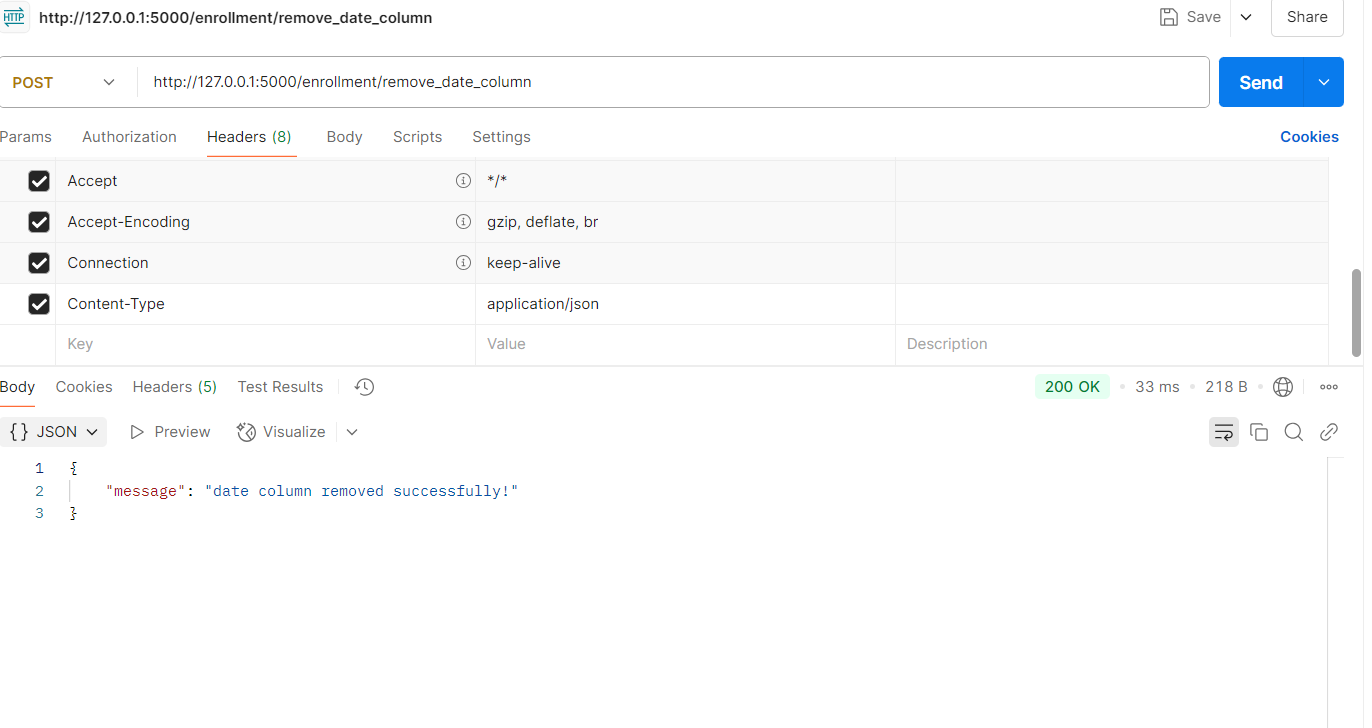 HTTP http://127.0.0.1:5000/enrollment/remove_date_column Save Share
POST http://127.0.0.1:5000/enrollment/remove_date_column Send
Params Authorization Headers (8) Body Scripts Settings Cookies
Accept */*
Accept-Encoding gzip, deflate, br
Connection keep-alive
Content-Type application/json
Key Value Description
Body Cookies Headers (5) Test Results 200 OK • 33 ms • 218 B •
{} JSON Preview Visualize
1 {
2 "message": "date column removed successfully!"
3 }